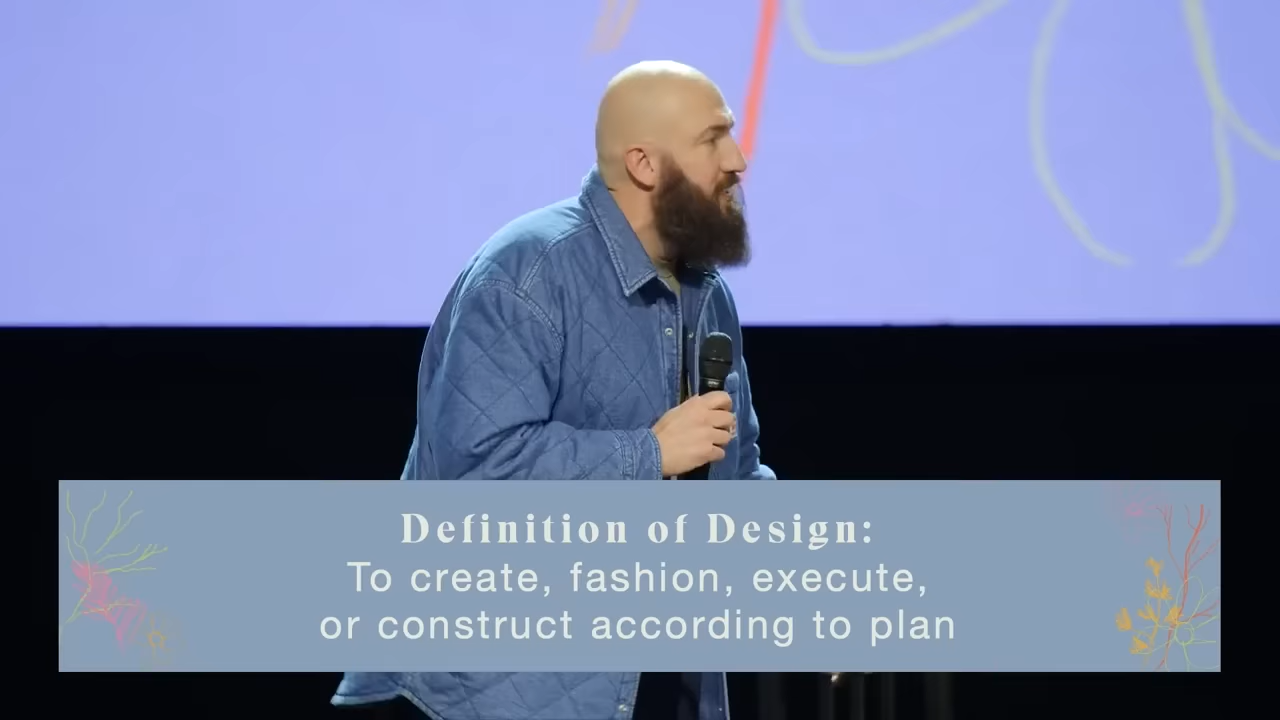 Definition of Design:
To create, fashion, execute,
or construct according to plan